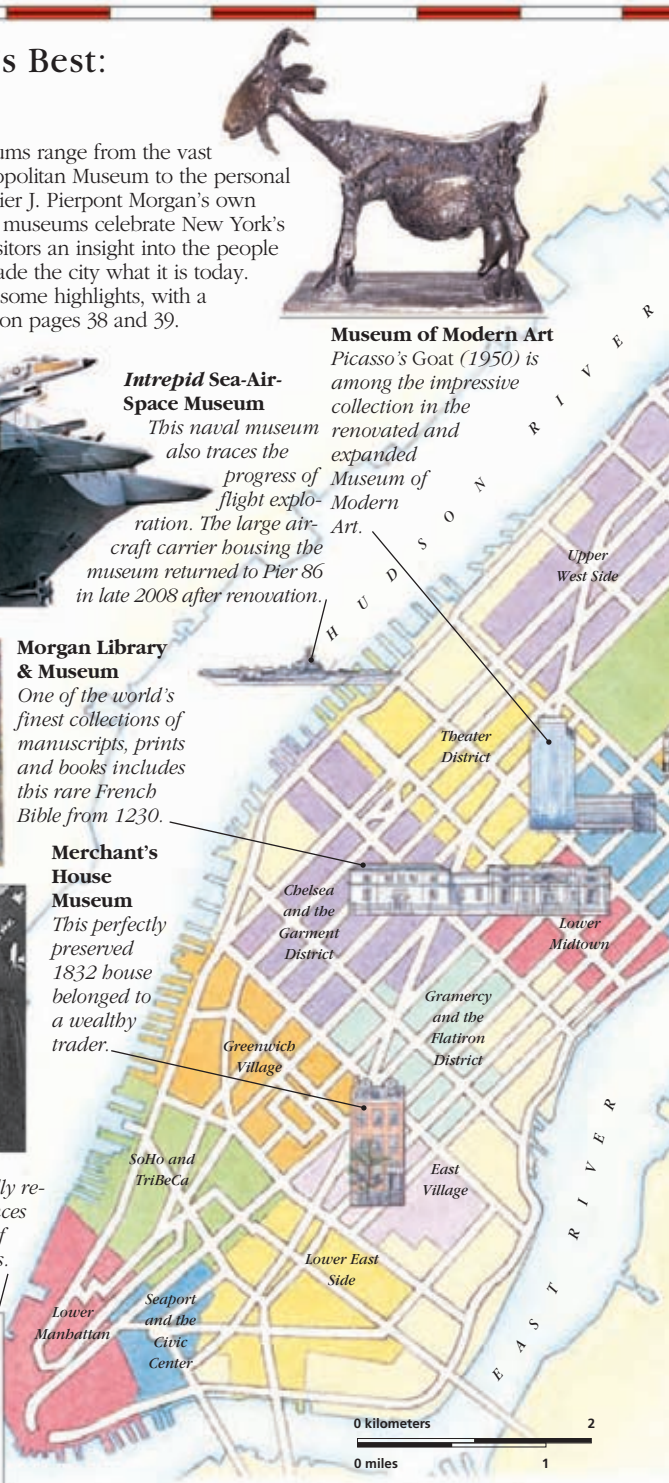 s Best:
ums range from the vast
opolitan Museum to the personal
ier J. Pierpont Morgan's own
museums celebrate New York's
sitors an insight into the people
ade the city what it is today.
some highlights, with a
on pages 38 and 39.
Museum of Modern Art
Picasso's Goat (1950) is
among the impressive
collection in the
renovated and
expanded
Museum of
Modern
Art.
Intrepid Sea-Air-
Space Museum
This naval museum
also traces the
progress of
flight explo-
ration. The large air-
craft carrier housing the
museum returned to Pier 86
in late 2008 after renovation.
HUDSON RIVER
Upper
West Side
Morgan Library
& Museum
One of the world's
finest collections of
manuscripts, prints
and books includes
this rare French
Bible from 1230.
Theater
District
Merchant's
House
Museum
This perfectly
preserved
1832 house
belonged to
a wealthy
trader.
Chelsea
and the
Garment
District
Lower
Midtown
Gramercy
and the
Flatiron
District
Greenwich
Village
SoHo and
TriBeCa
East
Village
EAST RIVER
lly re-
nces
f
s.
Lower East
Side
Lower
Manhattan
Seaport
and the
Civic
Center
0 kilometers 2
0 miles 1